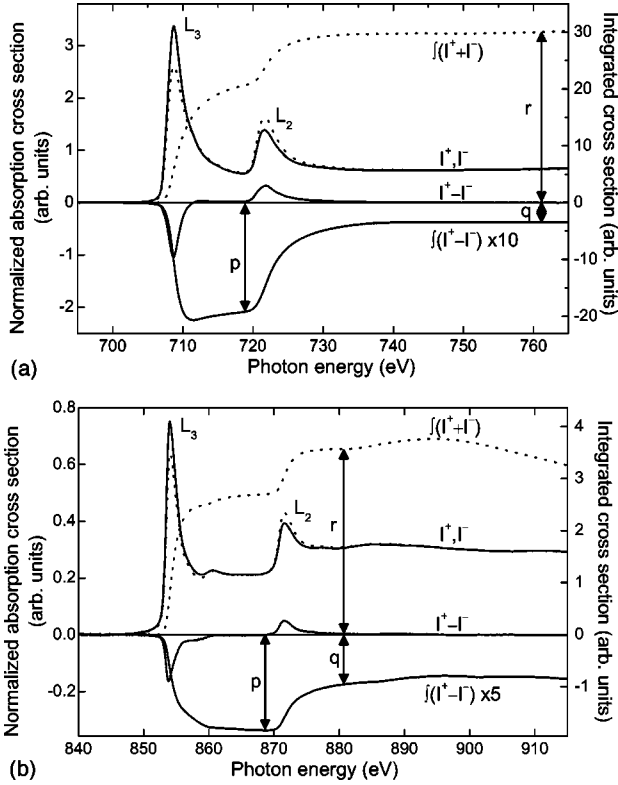 Normalized absorption cross section
(arb. units)
Integrated cross section (arb. units)
3
2
1
0
-1
-2
30
20
10
0
-10
-20
L3
L2
∫(I⁺+I⁻)
r
I⁺,I⁻
I⁺−I⁻
q
∫(I⁺−I⁻) x10
p
700 710 720 730 740 750 760
Photon energy (eV)
(a)
Normalized absorption cross section
(arb. units)
Integrated cross section (arb. units)
0.8
0.6
0.4
0.2
0.0
-0.2
4
3
2
1
0
-1
L3
L2
∫(I⁺+I⁻)
r
I⁺,I⁻
I⁺−I⁻
q
p
∫(I⁺−I⁻) x5
840 850 860 870 880 890 900 910
Photon energy (eV)
(b)